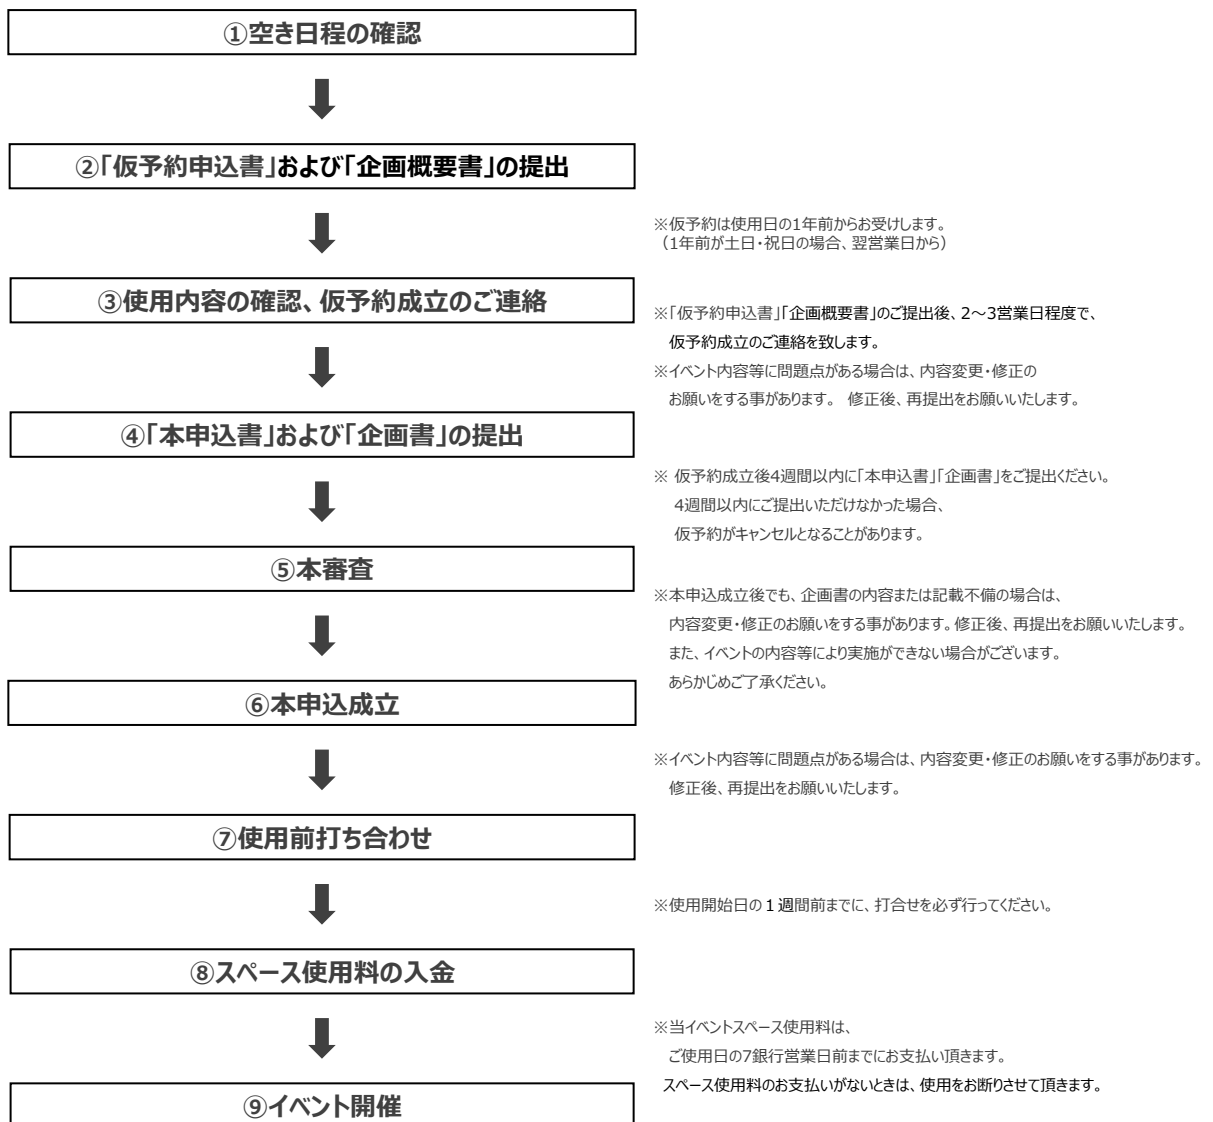 ①空き日程の確認
②「仮予約申込書」および「企画概要書」の提出
※仮予約は使用日の1年前からお受けします。
（1年前が土日・祝日の場合、翌営業日から）
③使用内容の確認、仮予約成立のご連絡
※「仮予約申込書」「企画概要書」のご提出後、2～3営業日程度で、
仮予約成立のご連絡を致します。
※イベント内容等に問題点がある場合は、内容変更・修正の
お願いをする事があります。 修正後、再提出をお願いいたします。
④「本申込書」および「企画書」の提出
※ 仮予約成立後4週間以内に「本申込書」「企画書」をご提出ください。
4週間以内にご提出いただけなかった場合、
仮予約がキャンセルとなることがあります。
⑤本審査
※本申込成立後でも、企画書の内容または記載不備の場合は、
内容変更・修正のお願いをする事があります。修正後、再提出をお願いいたします。
また、イベントの内容等により実施ができない場合がございます。
あらかじめご了承ください。
⑥本申込成立
※イベント内容等に問題点がある場合は、内容変更・修正のお願いをする事があります。
修正後、再提出をお願いいたします。
⑦使用前打ち合わせ
※使用開始日の１週間前までに、打合せを必ず行ってください。
⑧スペース使用料の入金
※当イベントスペース使用料は、
ご使用日の7銀行営業日前までにお支払い頂きます。
スペース使用料のお支払いがないときは、使用をお断りさせて頂きます。
⑨イベント開催